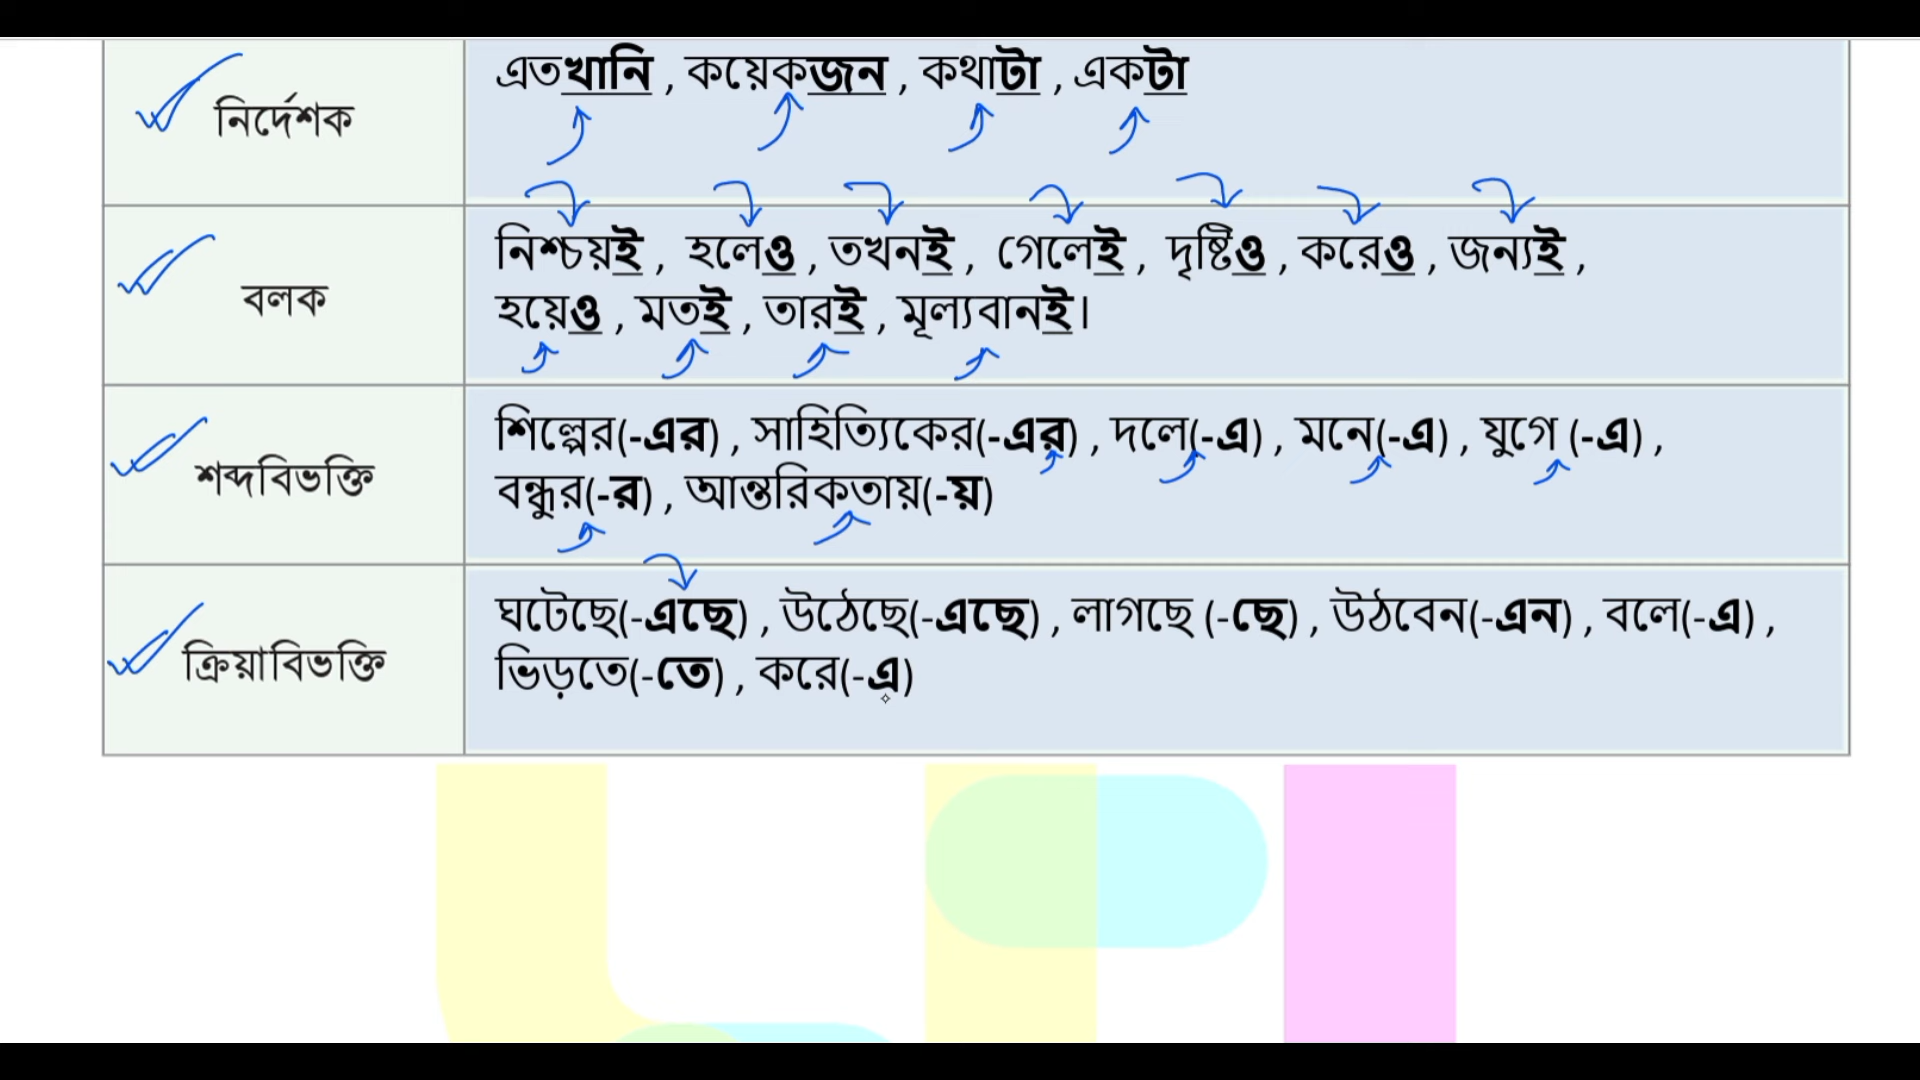 নির্দেশক
এতখানি , কয়েকজন , কথাটা , একটা
বলক
নিশ্চয়ই , হলেও , তখনই , গেলেই , দৃষ্টিও , করেও , জন্যই ,
হয়েও , মতই , তারই , মূল্যবানই।
শব্দবিভক্তি
শিল্পের(-এর) , সাহিত্যিকের(-এর) , দলে(-এ) , মনে(-এ) , যুগে (-এ) ,
বন্ধুর(-র) , আন্তরিকতায়(-য়)
ক্রিয়াবিভক্তি
ঘটেছে(-এছে) , উঠেছে(-এছে) , লাগছে (-ছে) , উঠবেন(-এন) , বলে(-এ) ,
ভিড়তে(-তে) , করে(-এ)